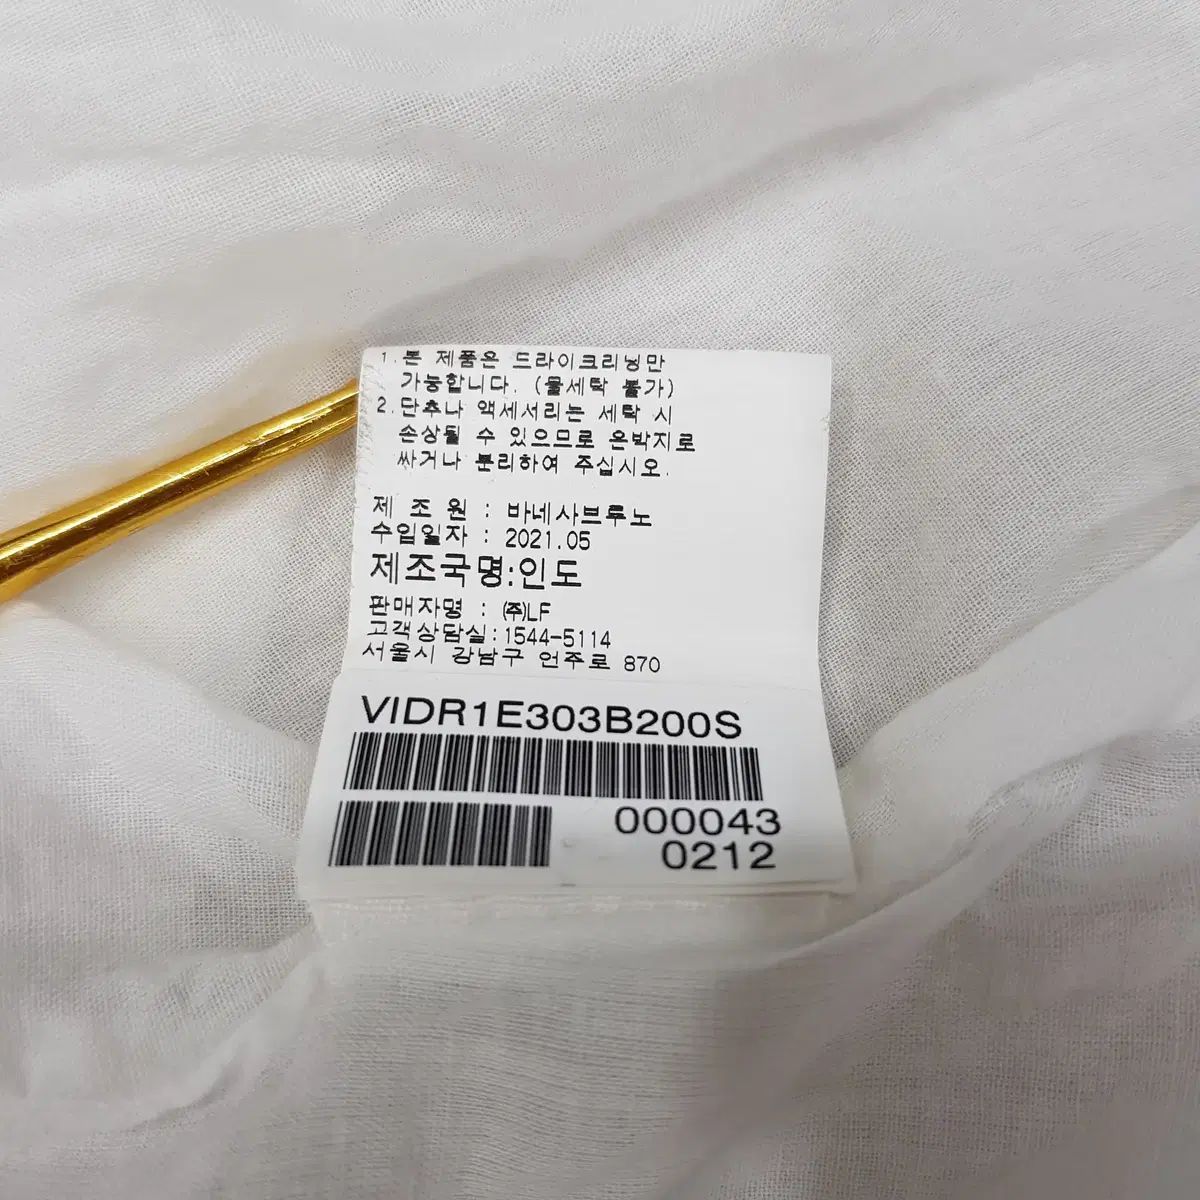 1.본 제품은 드라이크리닝만
가능합니다. (물세탁 불가)
2.단추나 액세서리는 세탁 시
손상될 수 있으므로 은박지로
싸거나 분리하여 주십시오.
제 조 원 : 바네사브루노
수입일자 : 2021.05
제조국명:인도
판매자명 : ㈜LF
고객상담실:1544-5114
서울시 강남구 언주로 870
VIDR1E303B200S
000043
0212